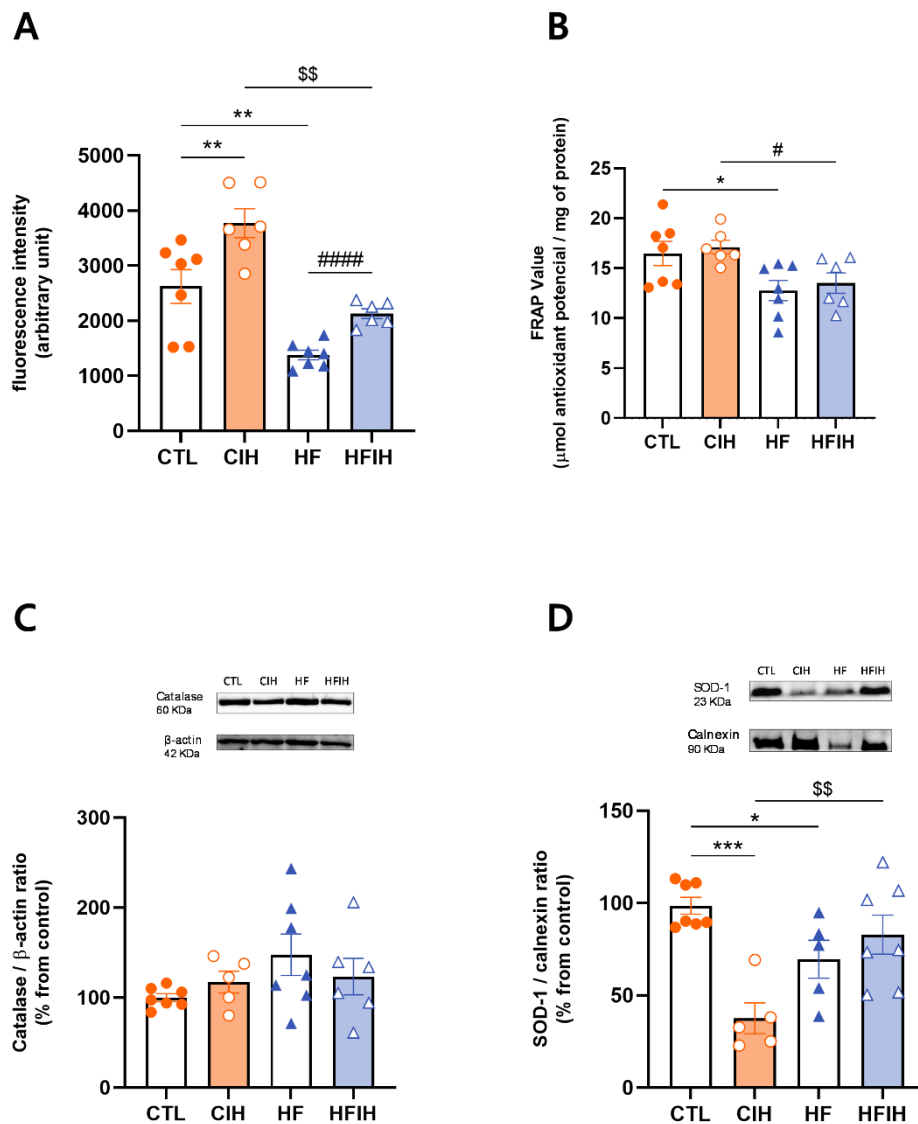 A
$$
**
**
####
fluorescence intensity
(arbitrary unit)
5000
4000
3000
2000
1000
0
CTL CIH HF HFIH
B
#
*
FRAP Value
(μmol antioxidant potencial / mg of protein)
25
20
15
10
5
0
CTL CIH HF HFIH
C
CTL CIH HF HFIH
Catalase
60 KDa
β-actin
42 KDa
Catalase / β-actin ratio
(% from control)
300
200
100
0
CTL CIH HF HFIH
D
CTL CIH HF HFIH
SOD-1
23 KDa
Calnexin
90 KDa
$$
*
***
SOD-1 / calnexin ratio
(% from control)
150
100
50
0
CTL CIH HF HFIH